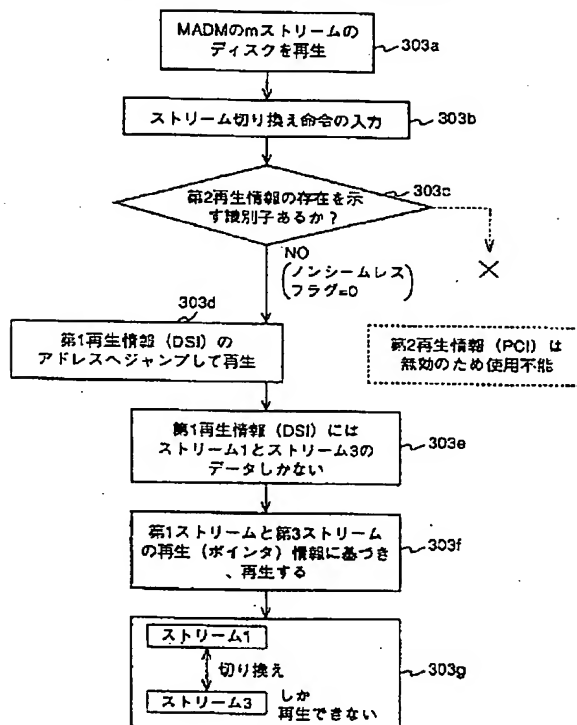 MADMのmストリームの
ディスクを再生
303a
ストリーム切り換え命令の入力
303b
第2再生情報の存在を示
す識別子あるか？
303c
NO
(ノンシームレス
フラグ=0)
×
303d
第1再生情報（DSI）の
アドレスへジャンプして再生
第2再生情報（PCI）は
無効のため使用不能
第1再生情報（DSI）には
ストリーム1とストリーム3の
データしかない
303e
第1ストリームと第3ストリーム
の再生（ポインタ）情報に基づき
、再生する
303f
ストリーム1
切り換え
ストリーム3
しか
再生できない
303g